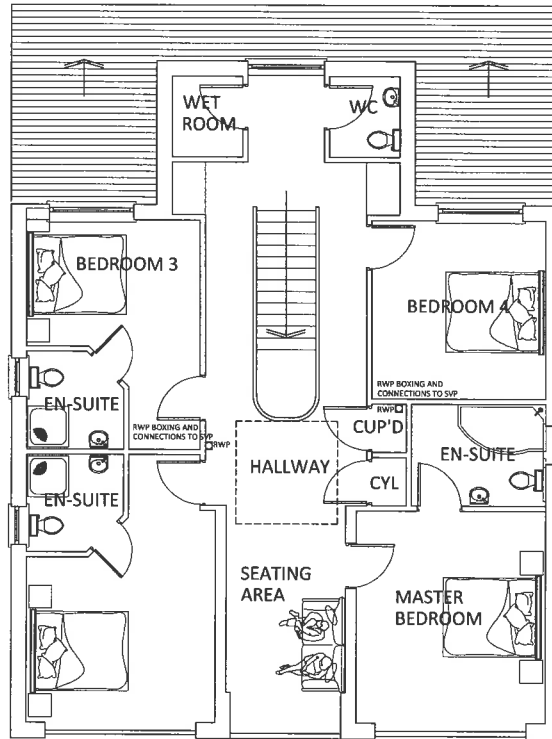 WET
ROOM
WC
BEDROOM 3
BEDROOM 4
RWP BOXING AND
CONNECTIONS TO SVP
EN-SUITE
RWP BOXING AND
CONNECTIONS TO SVP
RWP
RWP
CUP'D
EN-SUITE
HALLWAY
CYL
EN-SUITE
SEATING
AREA
MASTER
BEDROOM